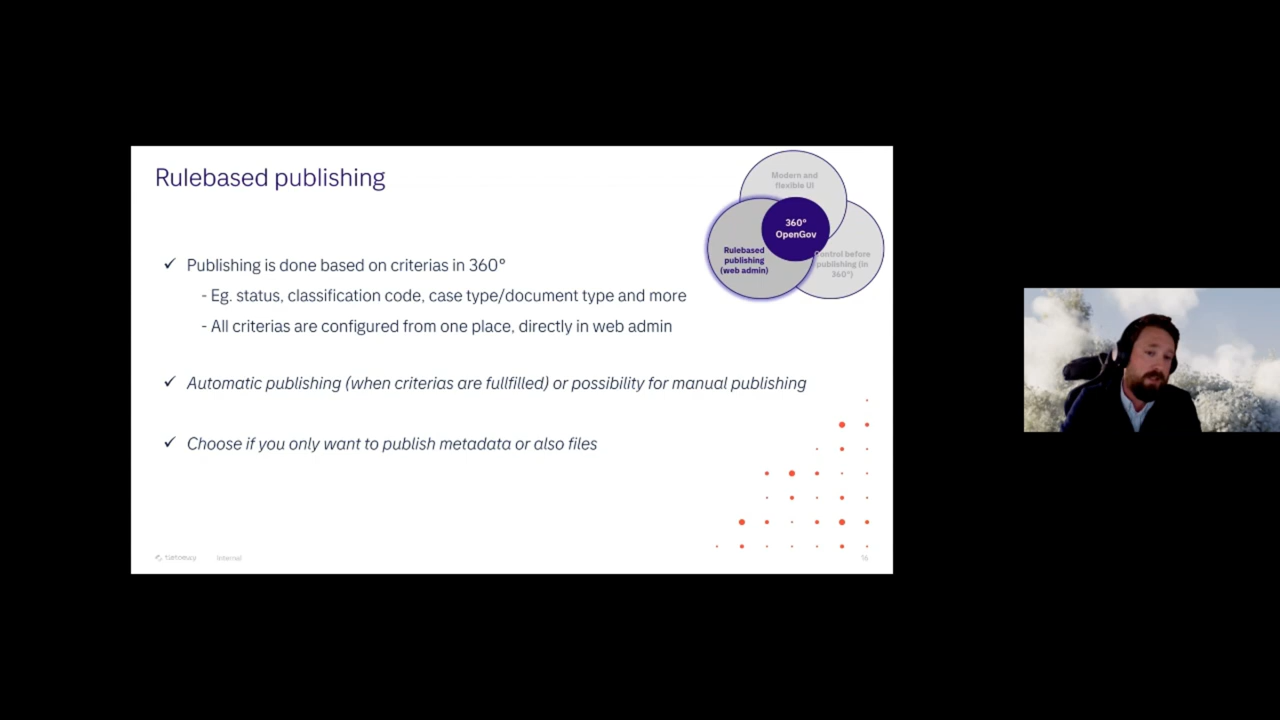 Rulebased publishing
Modern and
flexible UI
360°
OpenGov
Rulebased
publishing
(web admin)
Control before
publishing (in
360°)
✓ Publishing is done based on criterias in 360°
- Eg. status, classification code, case type/document type and more
- All criterias are configured from one place, directly in web admin
✓ Automatic publishing (when criterias are fullfilled) or possibility for manual publishing
✓ Choose if you only want to publish metadata or also files
tietoevry
Internal
16